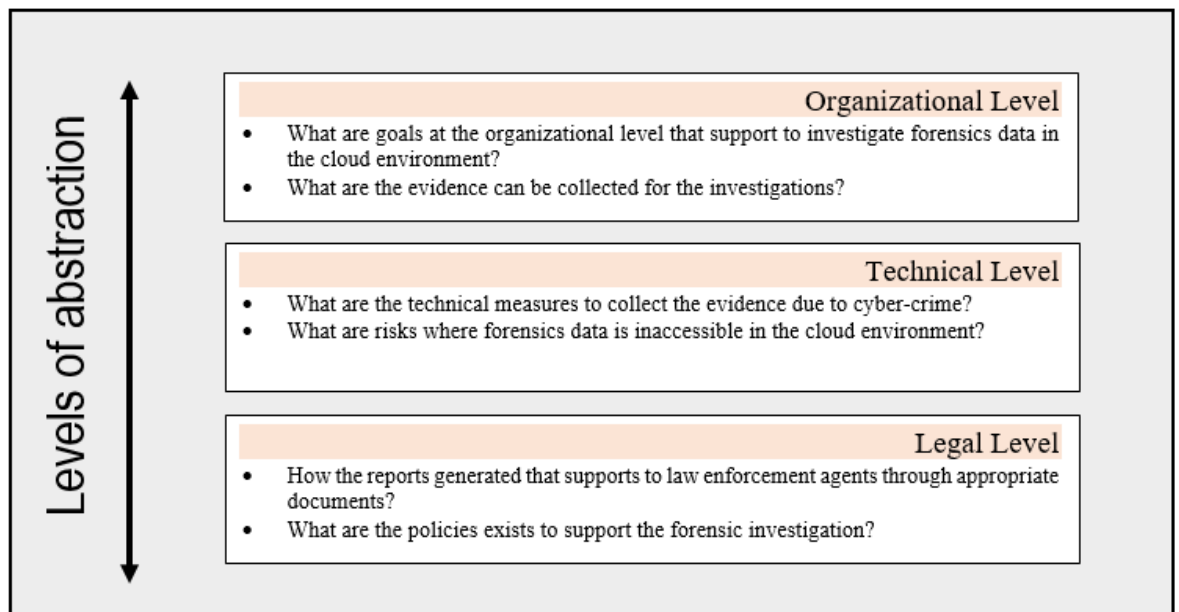 Levels of abstraction
Organizational Level
• What are goals at the organizational level that support to investigate forensics data in
the cloud environment?
• What are the evidence can be collected for the investigations?
Technical Level
• What are the technical measures to collect the evidence due to cyber-crime?
• What are risks where forensics data is inaccessible in the cloud environment?
Legal Level
• How the reports generated that supports to law enforcement agents through appropriate
documents?
• What are the policies exists to support the forensic investigation?